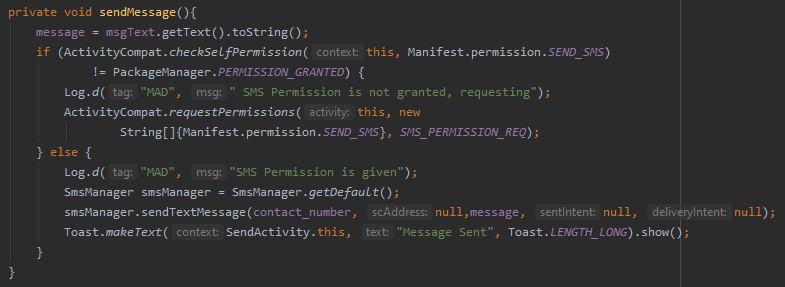 private void sendMessage(){
message = msgText.getText().toString();
if (ActivityCompat.checkSelfPermission( context: this, Manifest.permission.SEND_SMS)
!= PackageManager.PERMISSION_GRANTED) {
Log.d( tag: "MAD", msg: " SMS Permission is not granted, requesting");
ActivityCompat.requestPermissions( activity: this, new
String[]{Manifest.permission.SEND_SMS}, SMS_PERMISSION_REQ);
} else {
Log.d( tag: "MAD", msg: "SMS Permission is given");
SmsManager smsManager = SmsManager.getDefault();
smsManager.sendTextMessage(contact_number, scAddress: null,message, sentIntent: null, deliveryIntent: null);
Toast.makeText( context: SendActivity.this, text: "Message Sent", Toast.LENGTH_LONG).show();
}
}